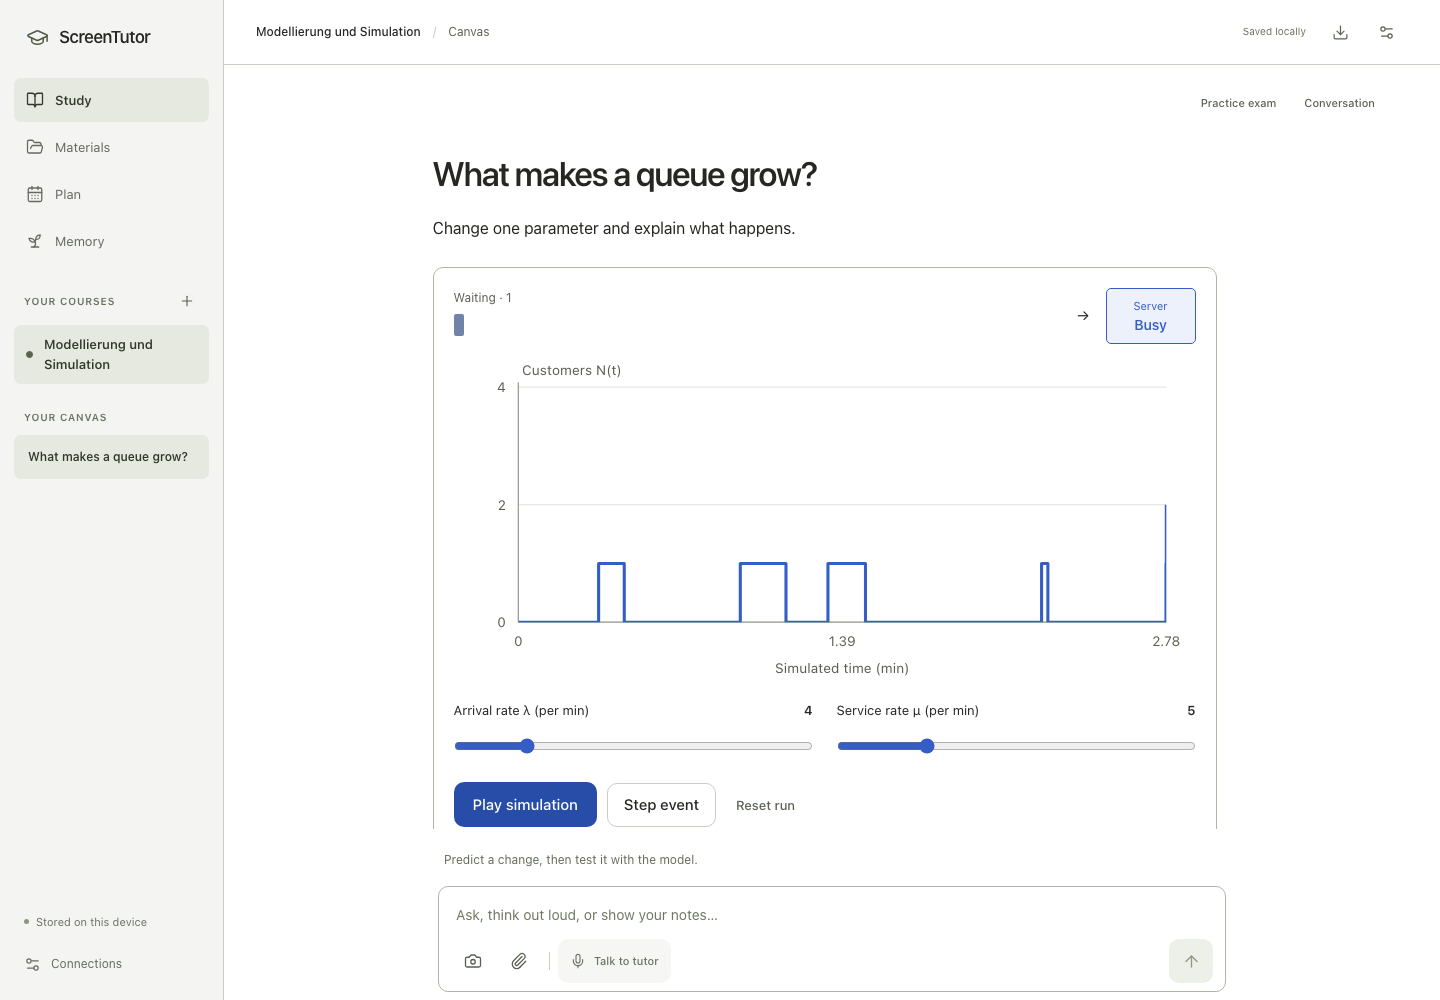 ScreenTutor
Study
Materials
Plan
Memory
YOUR COURSES
Modellierung und
Simulation
YOUR CANVAS
What makes a queue grow?
Stored on this device
Connections
Modellierung und Simulation / Canvas
Saved locally
Practice exam
Conversation
What makes a queue grow?
Change one parameter and explain what happens.
Waiting · 1
→
Server
Busy
Customers N(t)
4
2
0
0 1.39 2.78
Simulated time (min)
Arrival rate λ (per min) 4
Service rate μ (per min) 5
Play simulation
Step event
Reset run
Predict a change, then test it with the model.
Ask, think out loud, or show your notes...
Talk to tutor